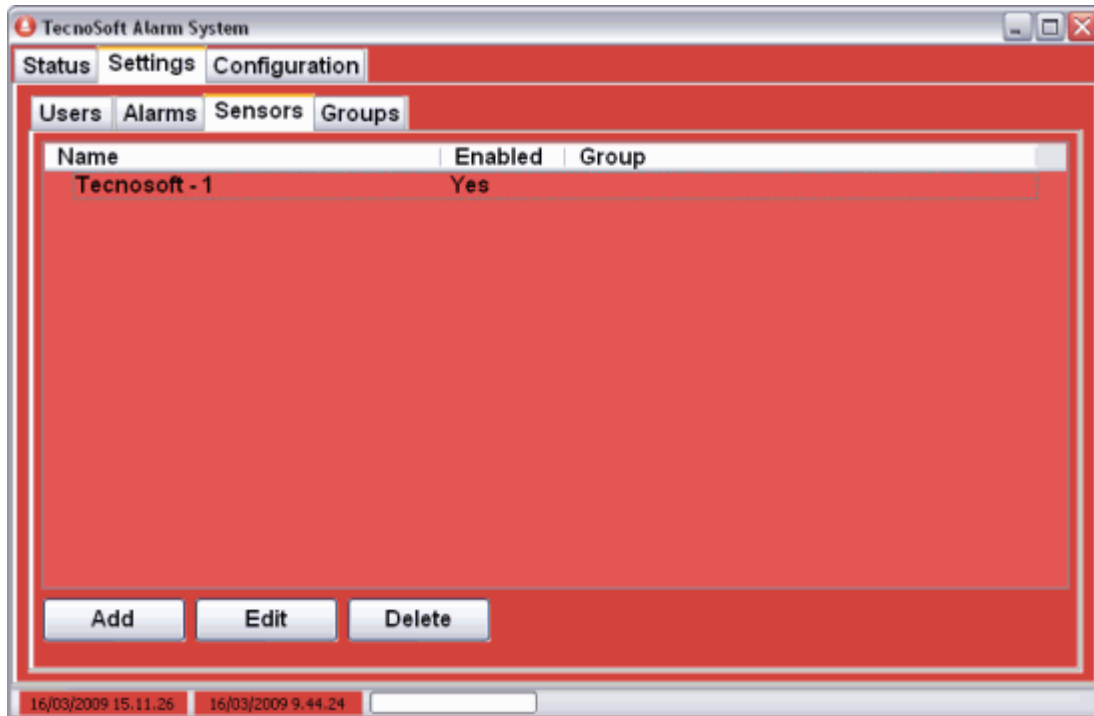 TecnoSoft Alarm System
Status Settings Configuration
Users Alarms Sensors Groups
Name Enabled Group
Tecnosoft - 1 Yes
Add Edit Delete
16/03/2009 15.11.26 16/03/2009 9.44.24